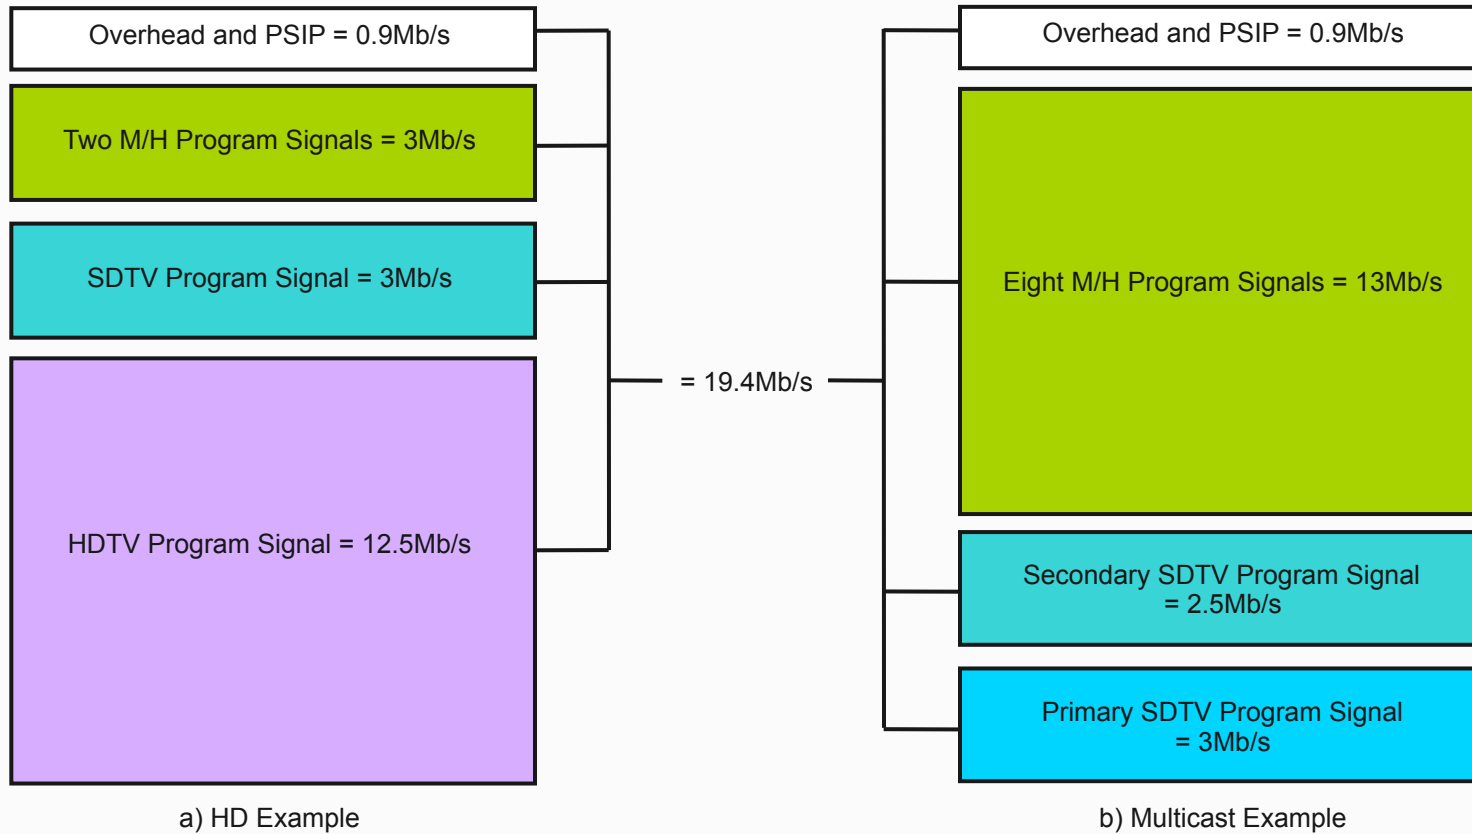 Overhead and PSIP = 0.9Mb/s
Two M/H Program Signals = 3Mb/s
SDTV Program Signal = 3Mb/s
HDTV Program Signal = 12.5Mb/s
a) HD Example
= 19.4Mb/s
Overhead and PSIP = 0.9Mb/s
Eight M/H Program Signals = 13Mb/s
Secondary SDTV Program Signal
= 2.5Mb/s
Primary SDTV Program Signal
= 3Mb/s
b) Multicast Example